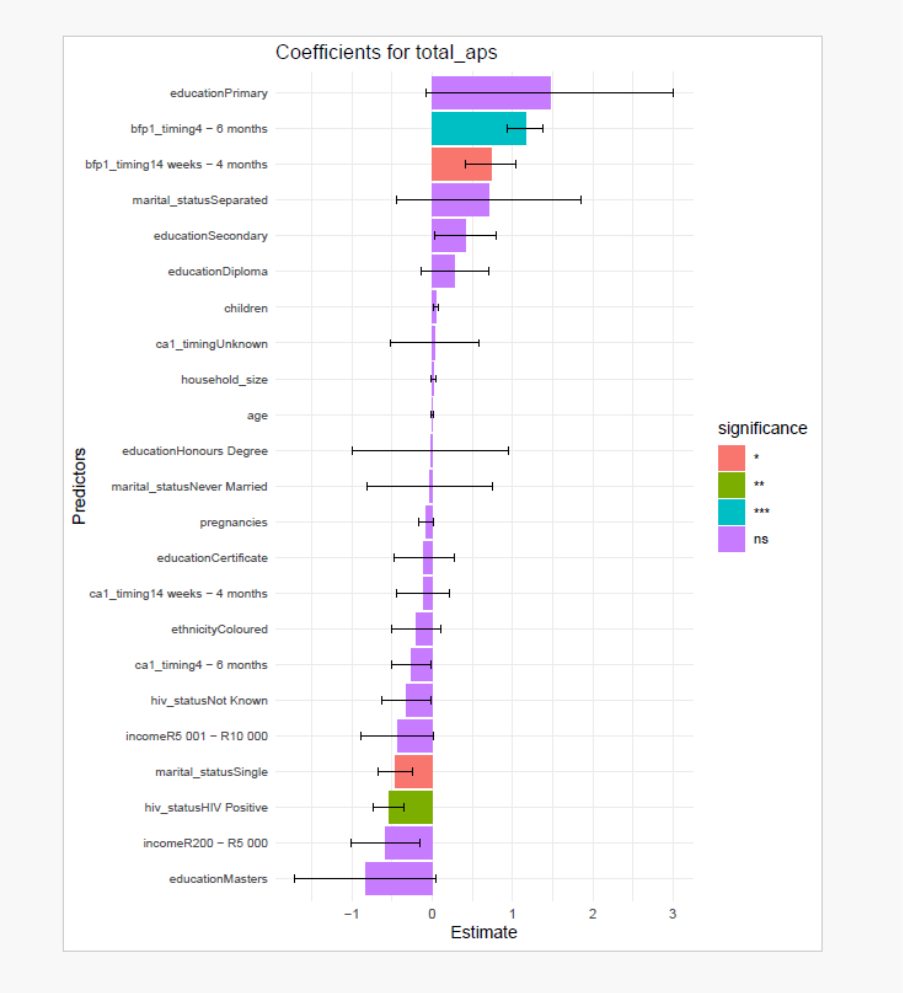 Coefficients for total_aps
educationPrimary
bfp1_timing4 − 6 months
bfp1_timing14 weeks − 4 months
marital_statusSeparated
educationSecondary
educationDiploma
children
ca1_timingUnknown
household_size
age
educationHonours Degree
marital_statusNever Married
pregnancies
educationCertificate
ca1_timing14 weeks − 4 months
ethnicityColoured
ca1_timing4 − 6 months
hiv_statusNot Known
incomeR5 001 − R10 000
marital_statusSingle
hiv_statusHIV Positive
incomeR200 − R5 000
educationMasters
Predictors
−1 0 1 2 3
Estimate
significance
*
**
***
ns